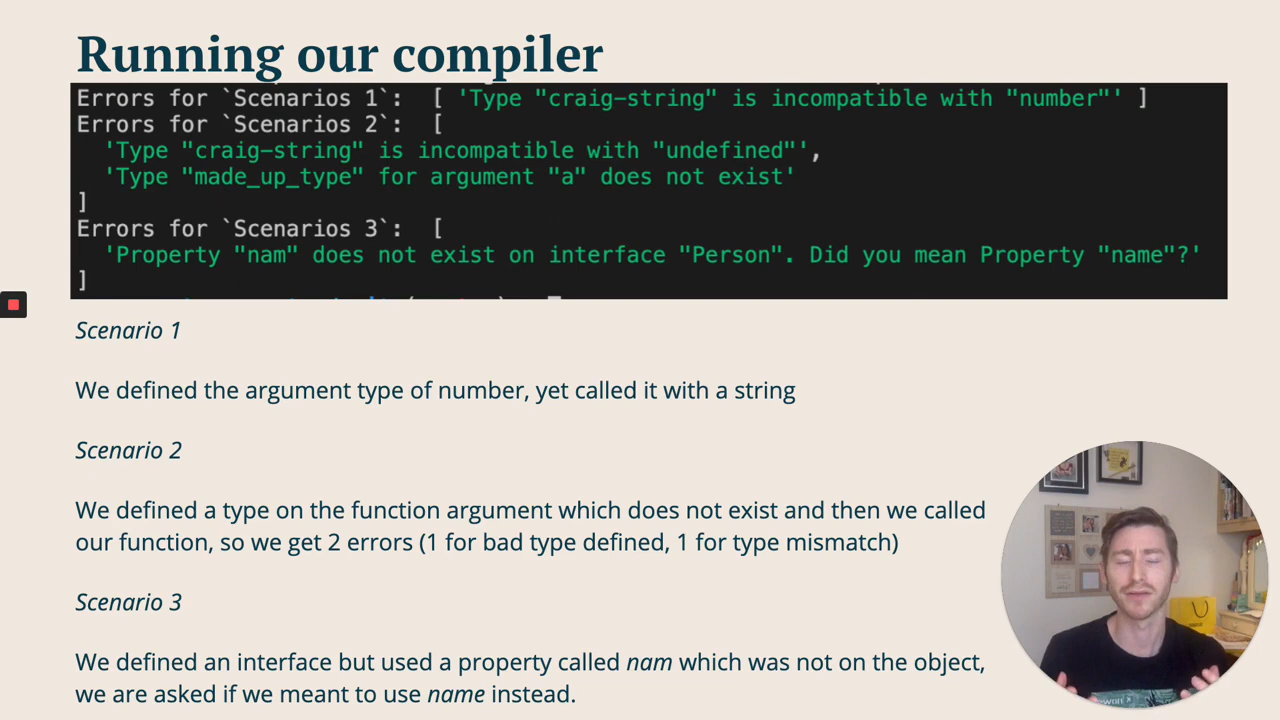 Running our compiler
Errors for `Scenarios 1`:  [ 'Type "craig-string" is incompatible with "number"' ]
Errors for `Scenarios 2`:  [
'Type "craig-string" is incompatible with "undefined"',
'Type "made_up_type" for argument "a" does not exist'
]
Errors for `Scenarios 3`:  [
'Property "nam" does not exist on interface "Person". Did you mean Property "name"?'
]
Scenario 1
We defined the argument type of number, yet called it with a string
Scenario 2
We defined a type on the function argument which does not exist and then we called
our function, so we get 2 errors (1 for bad type defined, 1 for type mismatch)
Scenario 3
We defined an interface but used a property called nam which was not on the object,
we are asked if we meant to use name instead.